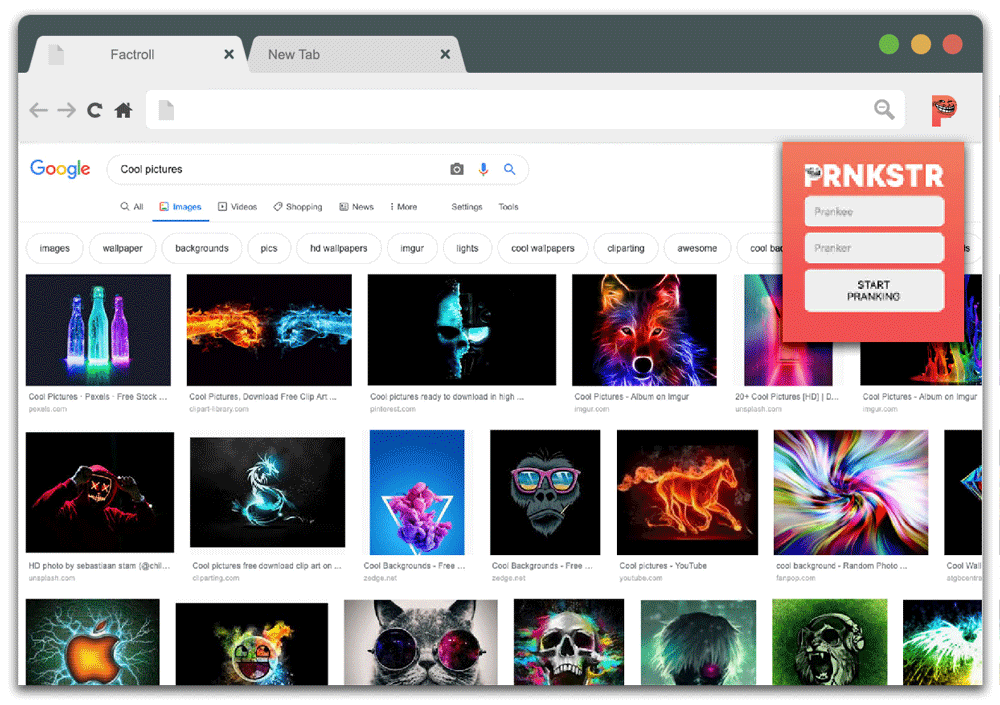 Factroll
New Tab
Google
Cool pictures
All Images Videos Shopping News More Settings Tools
images wallpaper backgrounds pics hd wallpapers imgur lights cool wallpapers cliparting awesome cool
PRNKSTR
Prankee
Pranker
START
PRANKING
Cool Pictures · Pexels · Free Stock ...
pexels.com
Cool Pictures, Download Free Clip Art ...
clipart-library.com
Cool pictures ready to download in high ...
pinterest.com
Cool Pictures - Album on Imgur
imgur.com
20+ Cool Pictures [HD] | D...
unsplash.com
Cool Pictures - Album on Imgur
imgur.com
HD photo by sebastiaan stam (@chil...
unsplash.com
Cool pictures free download clip art on ...
cliparting.com
Cool Backgrounds - Free ...
zedge.net
Cool Backgrounds - Free ...
zedge.net
Cool pictures - YouTube
youtube.com
cool background - Random Photo ...
fanpop.com
Cool Wall